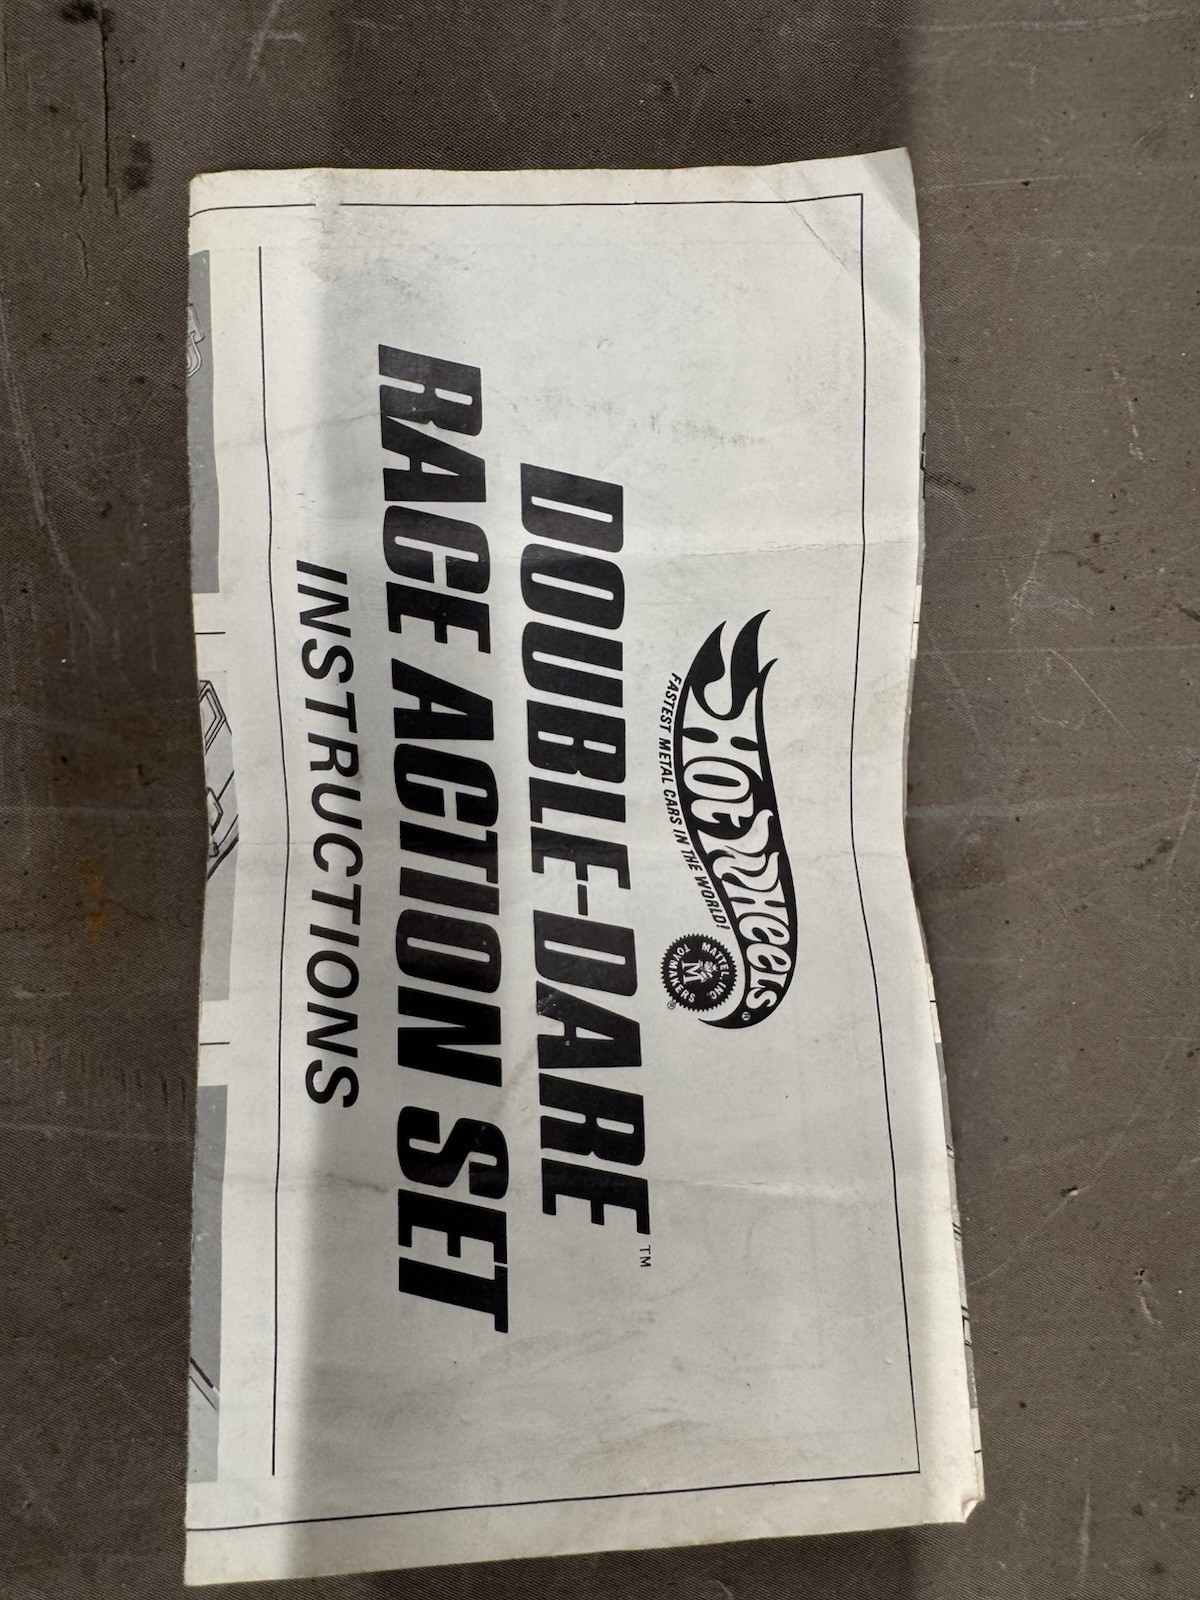 Hot Wheels®
FASTEST METAL CARS IN THE WORLD!
MATTEL, INC.
M
TOYMAKERS
®
DOUBLE-DARE™
RACE ACTION SET
INSTRUCTIONS